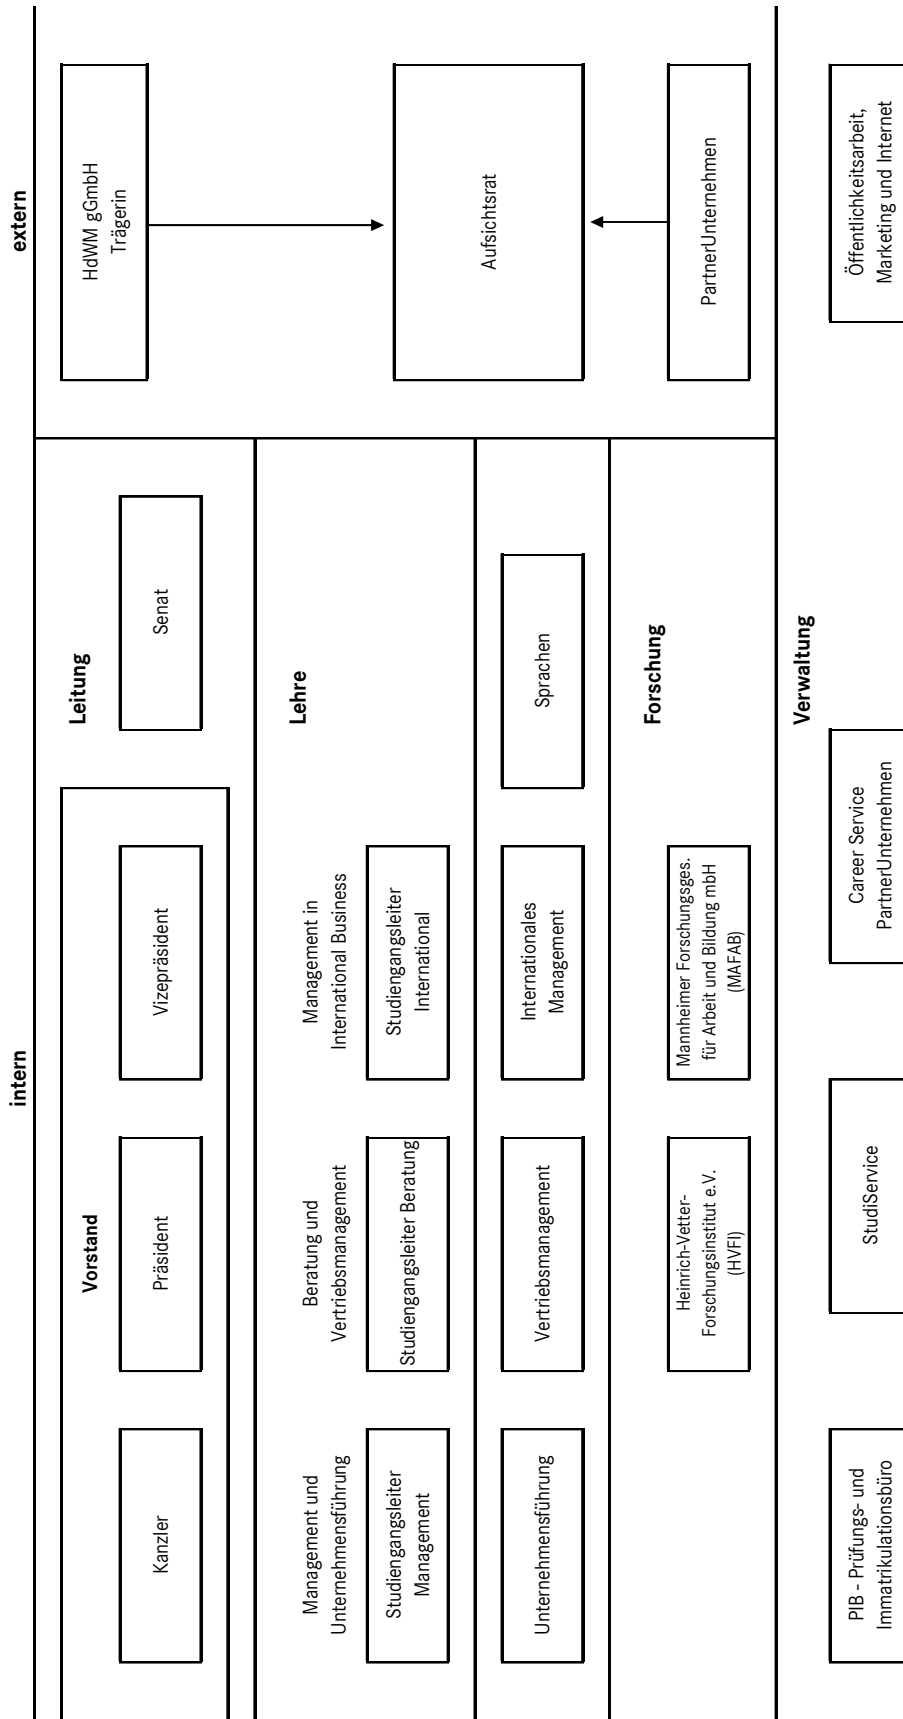 intern
extern
Leitung
Vorstand
Kanzler
Präsident
Vizepräsident
Senat
HdWM gGmbH
Trägerin
Lehre
Management und
Unternehmensführung
Beratung und
Vertriebsmanagement
Management in
International Business
Studiengangsleiter
Management
Studiengangsleiter Beratung
Studiengangsleiter
International
Aufsichtsrat
Unternehmensführung
Vertriebsmanagement
Internationales
Management
Sprachen
Forschung
Heinrich-Vetter-
Forschungsinstitut e.V.
(HVFI)
Mannheimer Forschungsges.
für Arbeit und Bildung mbH
(MAFAB)
PartnerUnternehmen
Verwaltung
PIB - Prüfungs- und
Immatrikulationsbüro
StudiService
Career Service
PartnerUnternehmen
Öffentlichkeitsarbeit,
Marketing und Internet